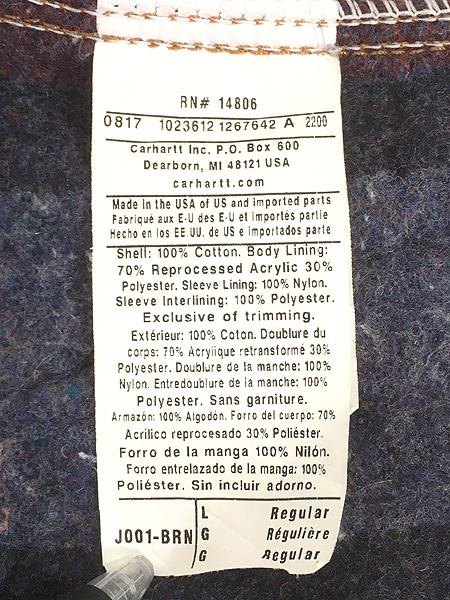 RN# 14806
0817 1023612 1267642 A 2200
Carhartt Inc. P.O. Box 600
Dearborn, MI 48121 USA
carhartt.com
Made in the USA of US and imported parts
Fabriqué aux E-U des E-U et importés partie
Hecho en los EE.UU. de US e importados parte
Shell: 100% Cotton. Body Lining:
70% Reprocessed Acrylic 30%
Polyester. Sleeve Lining: 100% Nylon.
Sleeve Interlining: 100% Polyester.
Exclusive of trimming.
Extérieur: 100% Coton. Doublure du
corps: 70% Acrylique retransformé 30%
Polyester. Doublure de la manche: 100%
Nylon. Entredoublure de la manche: 100%
Polyester. Sans garniture.
Armazón: 100% Algodón. Forro del cuerpo: 70%
Acrílico reprocesado 30% Poliéster.
Forro de la manga 100% Nilón.
Forro entrelazado de la manga: 100%
Poliéster. Sin incluir adorno.
J001-BRN
L Regular
G Régulière
G Regular